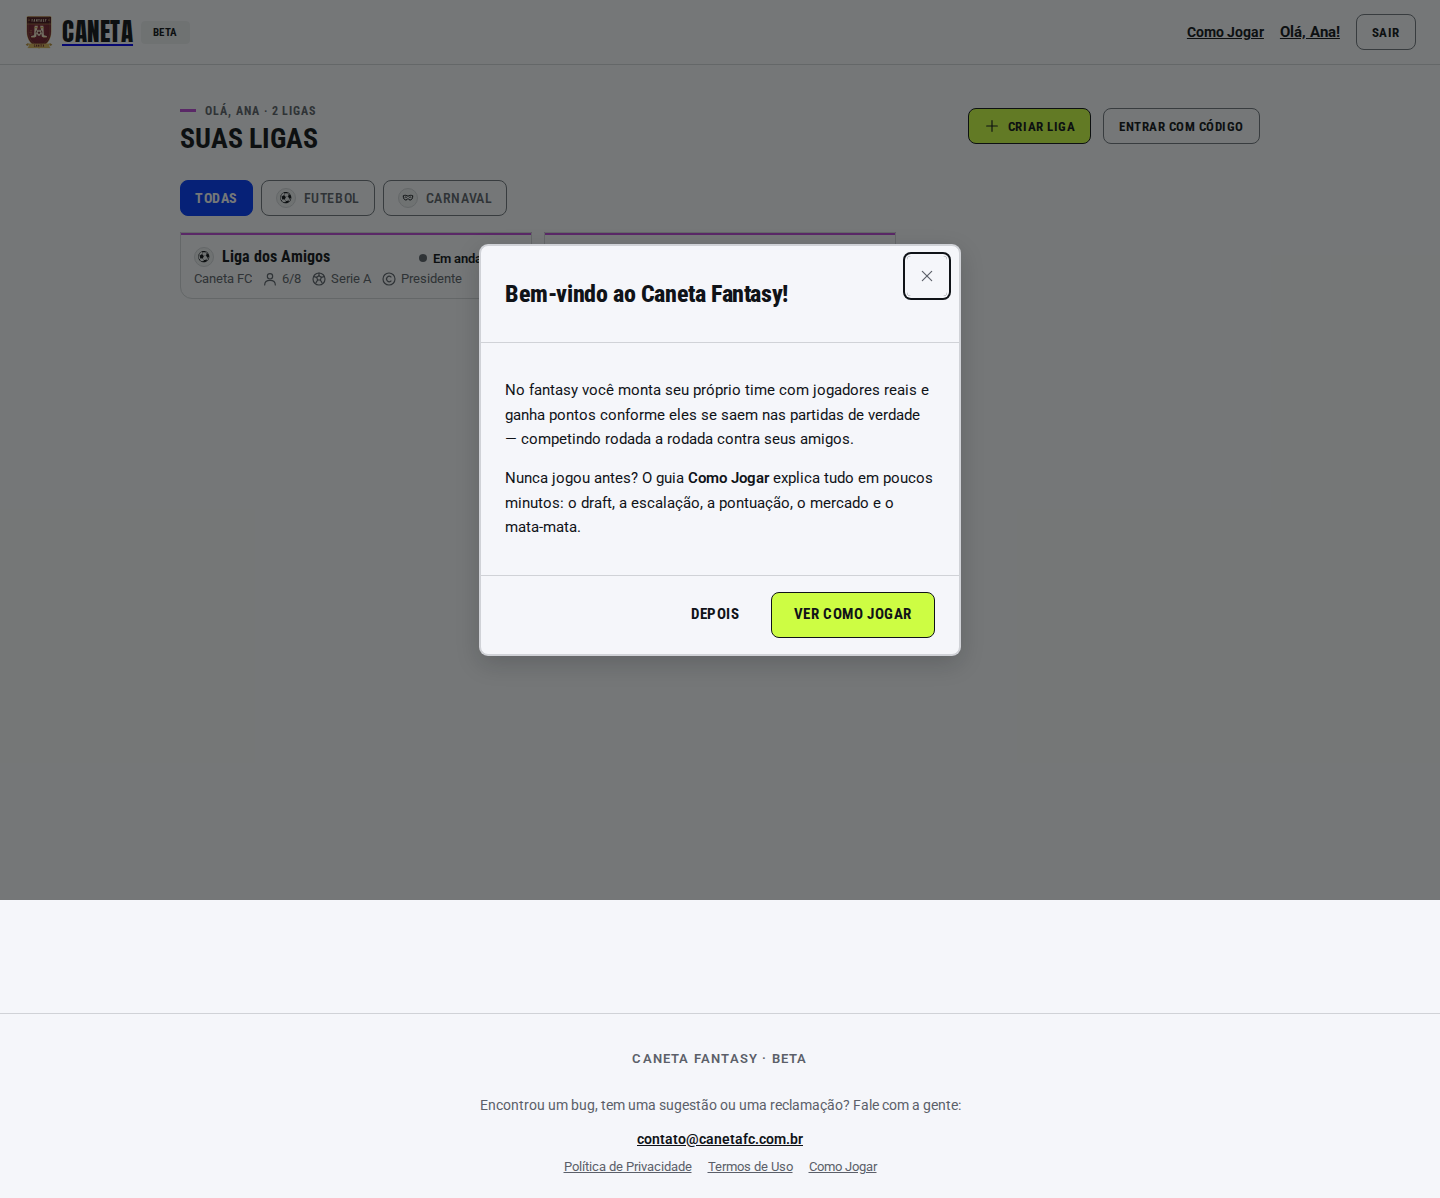 CANETA
BETA
Como Jogar
Olá, Ana!
SAIR
OLÁ, ANA · 2 LIGAS
SUAS LIGAS
CRIAR LIGA
ENTRAR COM CÓDIGO
TODAS
FUTEBOL
CARNAVAL
Liga dos Amigos
Em anda
Caneta FC
6/8
Serie A
Presidente
Bem-vindo ao Caneta Fantasy!
No fantasy você monta seu próprio time com jogadores reais e
ganha pontos conforme eles se saem nas partidas de verdade
— competindo rodada a rodada contra seus amigos.
Nunca jogou antes? O guia Como Jogar explica tudo em poucos
minutos: o draft, a escalação, a pontuação, o mercado e o
mata-mata.
DEPOIS
VER COMO JOGAR
CANETA FANTASY · BETA
Encontrou um bug, tem uma sugestão ou uma reclamação? Fale com a gente:
contato@canetafc.com.br
Política de Privacidade
Termos de Uso
Como Jogar